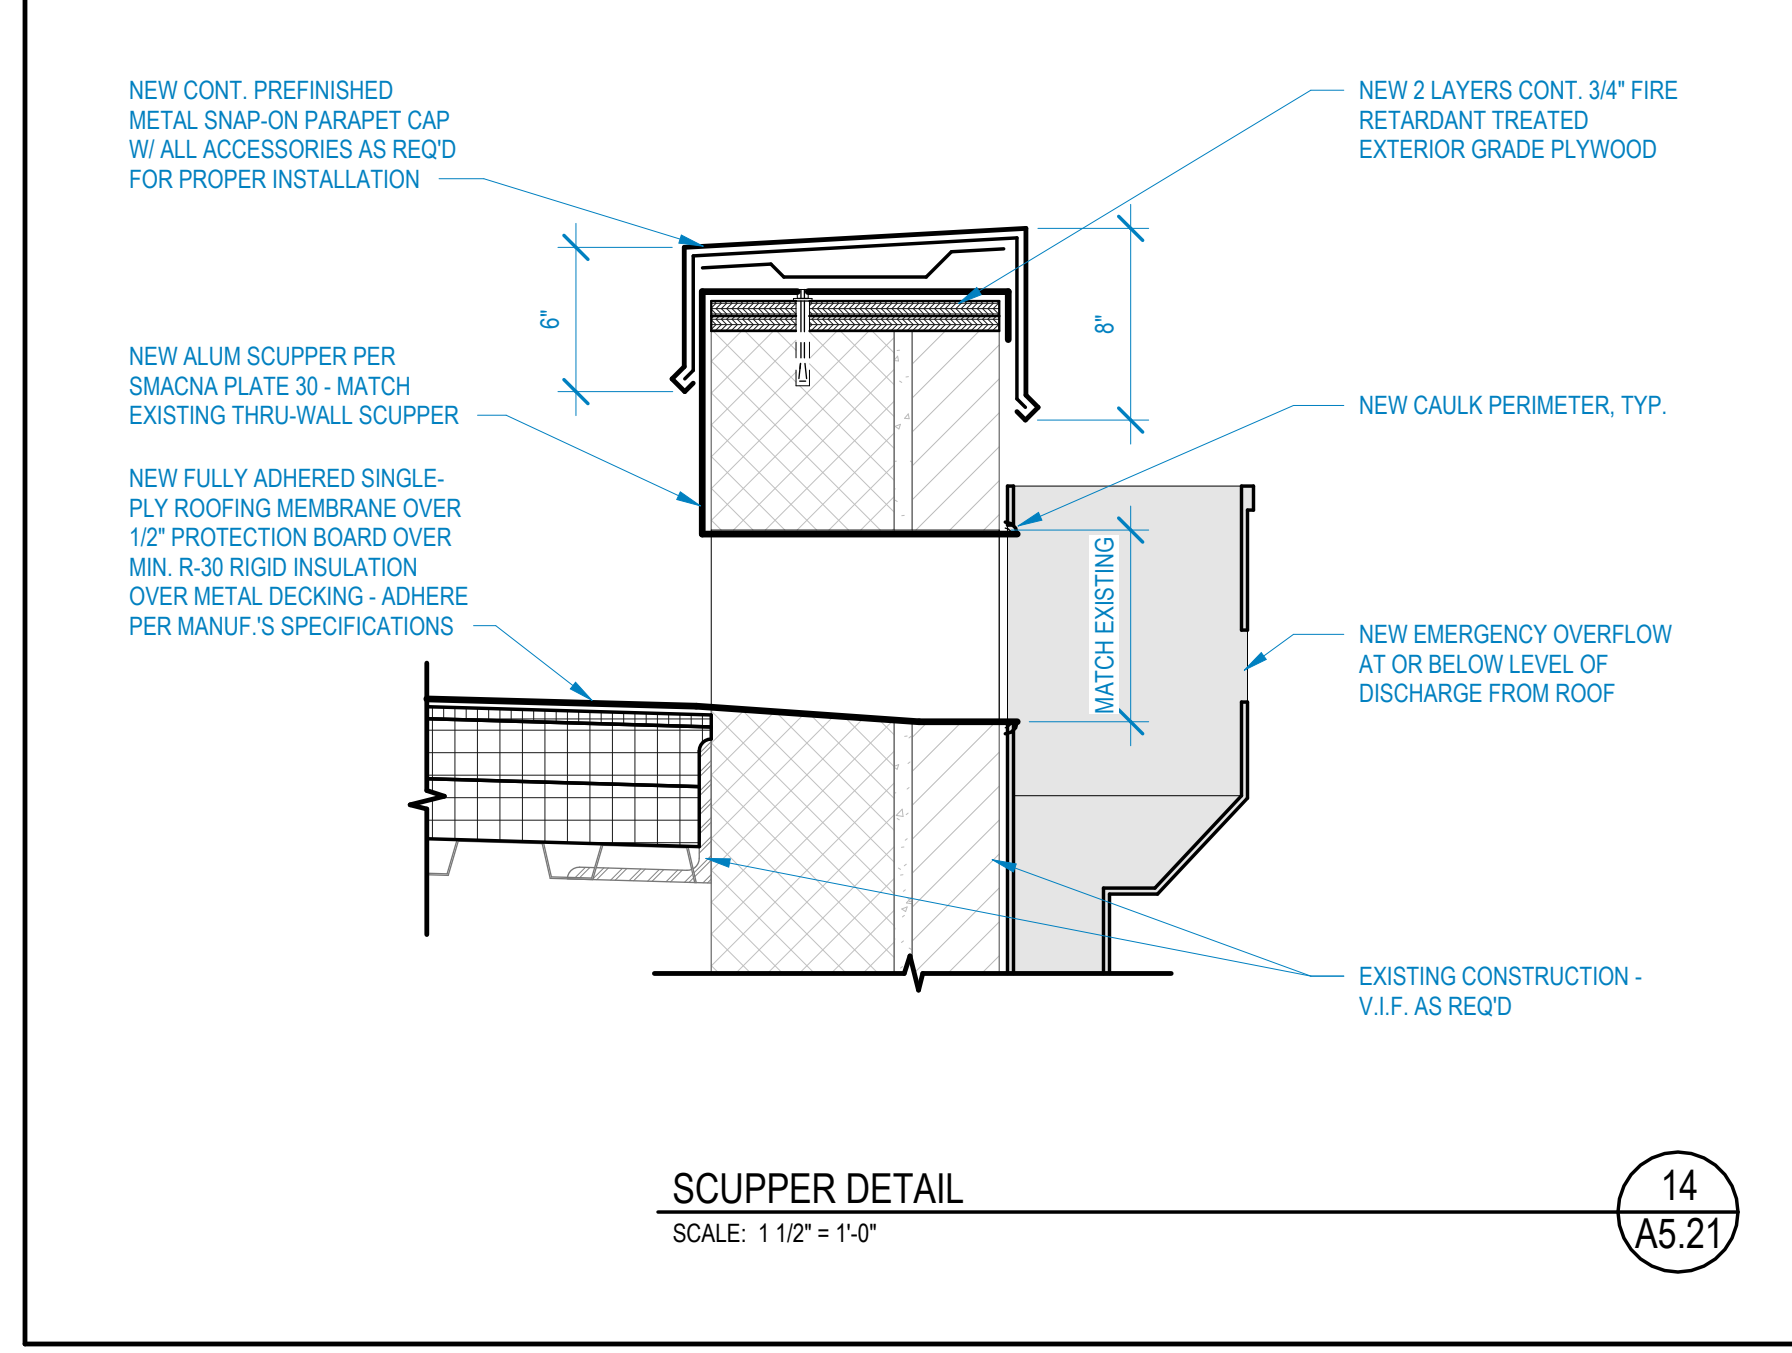 NEW CONT. PREFINISHED
METAL SNAP-ON PARAPET CAP
W/ ALL ACCESSORIES AS REQ'D
FOR PROPER INSTALLATION
NEW 2 LAYERS CONT. 3/4" FIRE
RETARDANT TREATED
EXTERIOR GRADE PLYWOOD
6"
8"
NEW ALUM SCUPPER PER
SMACNA PLATE 30 - MATCH
EXISTING THRU-WALL SCUPPER
NEW CAULK PERIMETER, TYP.
NEW FULLY ADHERED SINGLE-
PLY ROOFING MEMBRANE OVER
1/2" PROTECTION BOARD OVER
MIN. R-30 RIGID INSULATION
OVER METAL DECKING - ADHERE
PER MANUF.'S SPECIFICATIONS
MATCH EXISTING
NEW EMERGENCY OVERFLOW
AT OR BELOW LEVEL OF
DISCHARGE FROM ROOF
EXISTING CONSTRUCTION -
V.I.F. AS REQ'D
SCUPPER DETAIL
SCALE: 1 1/2" = 1'-0"
14
A5.21